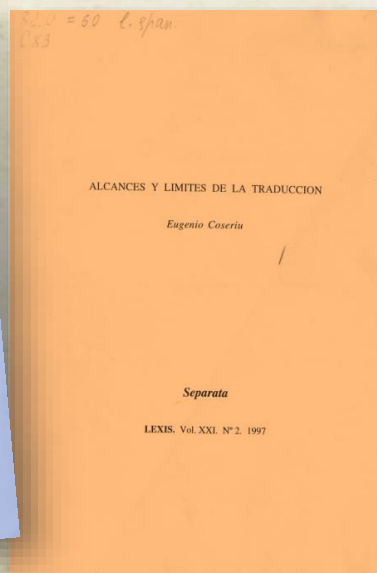 = 60 l. span.
ALCANCES Y LIMITES DE LA TRADUCCION
Eugenio Coseriu
Separata
LEXIS. Vol. XXI. Nº 2. 1997